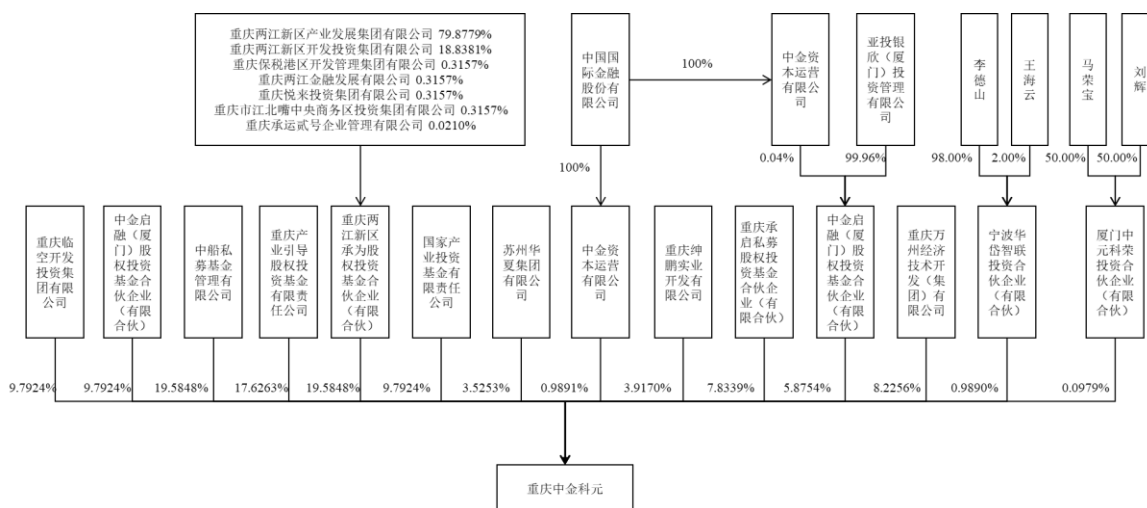 重庆两江新区产业发展集团有限公司 79.8779%
重庆两江新区开发投资集团有限公司 18.8381%
重庆保税港区开发管理集团有限公司 0.3157%
重庆两江金融发展有限公司 0.3157%
重庆悦来投资集团有限公司 0.3157%
重庆市江北嘴中央商务区投资集团有限公司 0.3157%
重庆承运贰号企业管理有限公司 0.0210%
中国国
际金融
股份有
限公司
100%
中金资
本运营
有限公
司
亚投银
欣（厦
门）投
资管理
有限公
司
李
德
山
王
海
云
马
荣
宝
刘
辉
100%
0.04%
99.96%
98.00%
2.00%
50.00%
50.00%
重庆临
空开发
投资集
团有限
公司
中金启
融（厦
门）股
权投资
基金合
伙企业
（有限
合伙）
中船私
募基金
管理有
限公司
重庆产
业引导
股权投
资基金
有限责
任公司
重庆两
江新区
承为股
权投资
基金合
伙企业
（有限
合伙）
国家产
业投资
基金有
限责任
公司
苏州华
夏集团
有限公
司
中金资
本运营
有限公
司
重庆绅
鹏实业
开发有
限公司
重庆承
启私募
股权投
资基金
合伙企
业（有
限合伙）
中金启
融（厦
门）股
权投资
基金合
伙企业
（有限
合伙）
重庆万
州经济
技术开
发（集
团）有
限公司
宁波华
岱智联
投资合
伙企业
（有限
合伙）
厦门中
元科荣
投资合
伙企业
（有限
合伙）
9.7924%
9.7924%
19.5848%
17.6263%
19.5848%
9.7924%
3.5253%
0.9891%
3.9170%
7.8339%
5.8754%
8.2256%
0.9890%
0.0979%
重庆中金科元